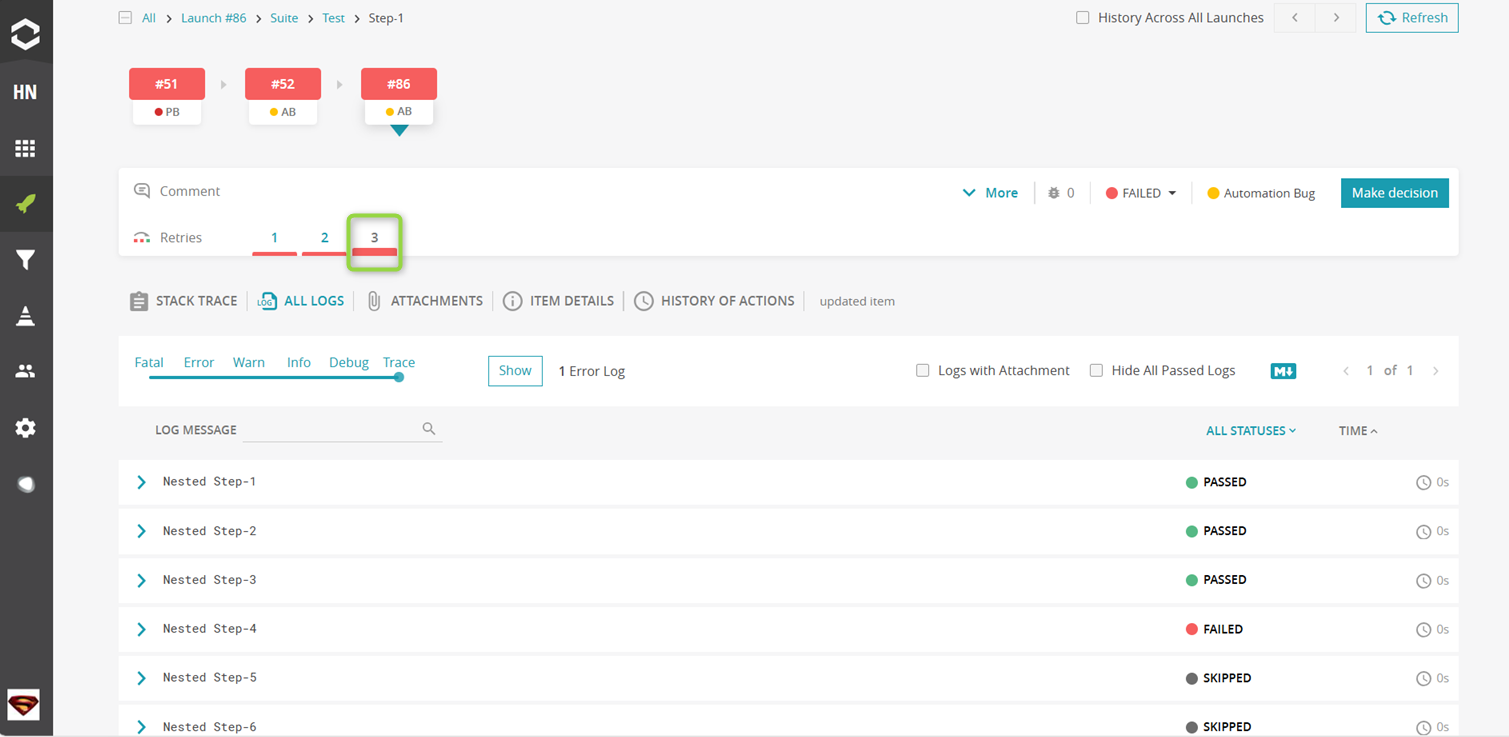 All > Launch #86 > Suite > Test > Step-1
History Across All Launches
Refresh
HN
#51
#52
#86
PB
AB
AB
Comment
More
0
FAILED
Automation Bug
Make decision
Retries
1
2
3
STACK TRACE
LOG
ALL LOGS
ATTACHMENTS
ITEM DETAILS
HISTORY OF ACTIONS
updated item
Fatal
Error
Warn
Info
Debug
Trace
Show
1 Error Log
Logs with Attachment
Hide All Passed Logs
M
1 of 1
LOG MESSAGE
ALL STATUSES
TIME
Nested Step-1 PASSED 0s
Nested Step-2 PASSED 0s
Nested Step-3 PASSED 0s
Nested Step-4 FAILED 0s
Nested Step-5 SKIPPED 0s
Nested Step-6 SKIPPED 0s